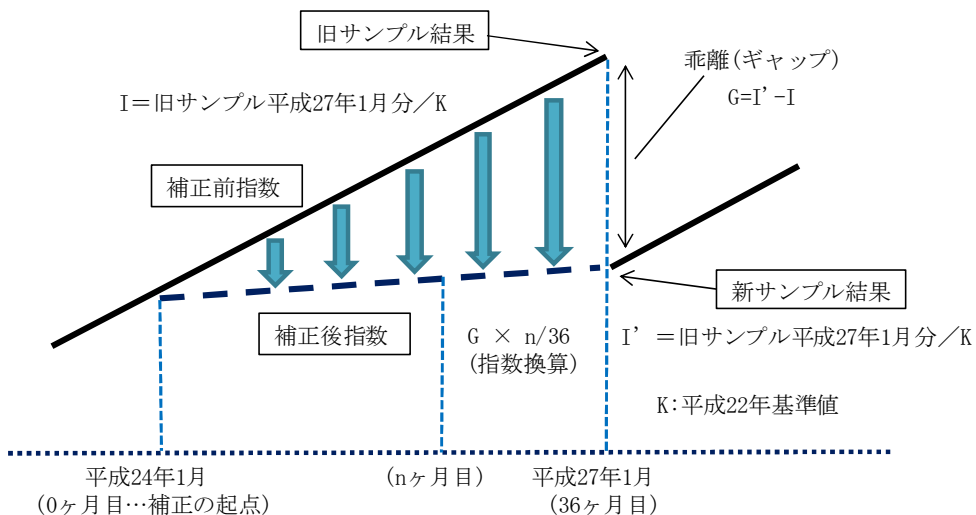 旧サンプル結果
乖離(ギャップ)
G=I'-I
I=旧サンプル平成27年1月分/K
補正前指数
新サンプル結果
補正後指数
G × n/36
(指数換算)
I' =旧サンプル平成27年1月分/K
K:平成22年基準値
平成24年1月
(0ヶ月目…補正の起点)
(nヶ月目)
平成27年1月
(36ヶ月目)